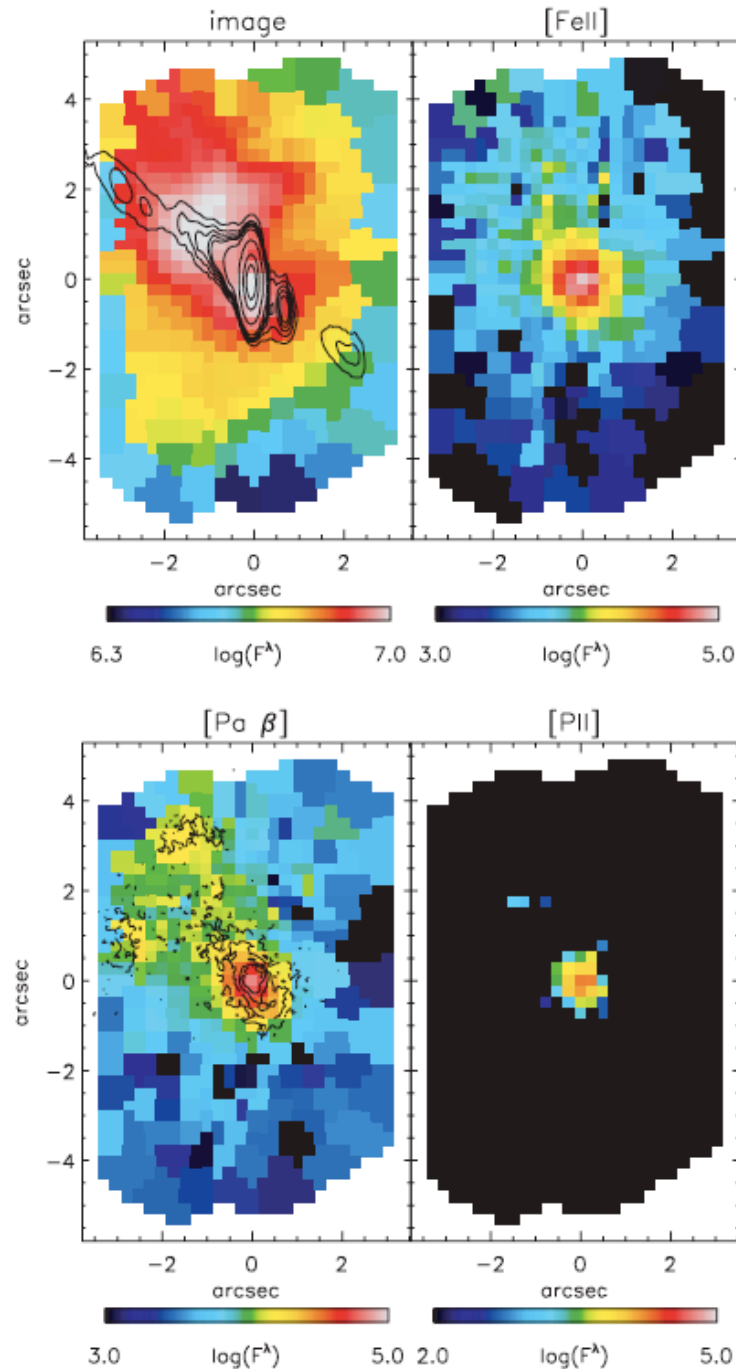 image [FeII]
4
2
0
−2
−4
arcsec
−2 0 2 −2 0 2
arcsec arcsec
6.3 log(F^λ) 7.0 3.0 log(F^λ) 5.0
[Pa β] [PII]
4
2
0
−2
−4
arcsec
−2 0 2 −2 0 2
arcsec arcsec
3.0 log(F^λ) 5.0 2.0 log(F^λ) 5.0